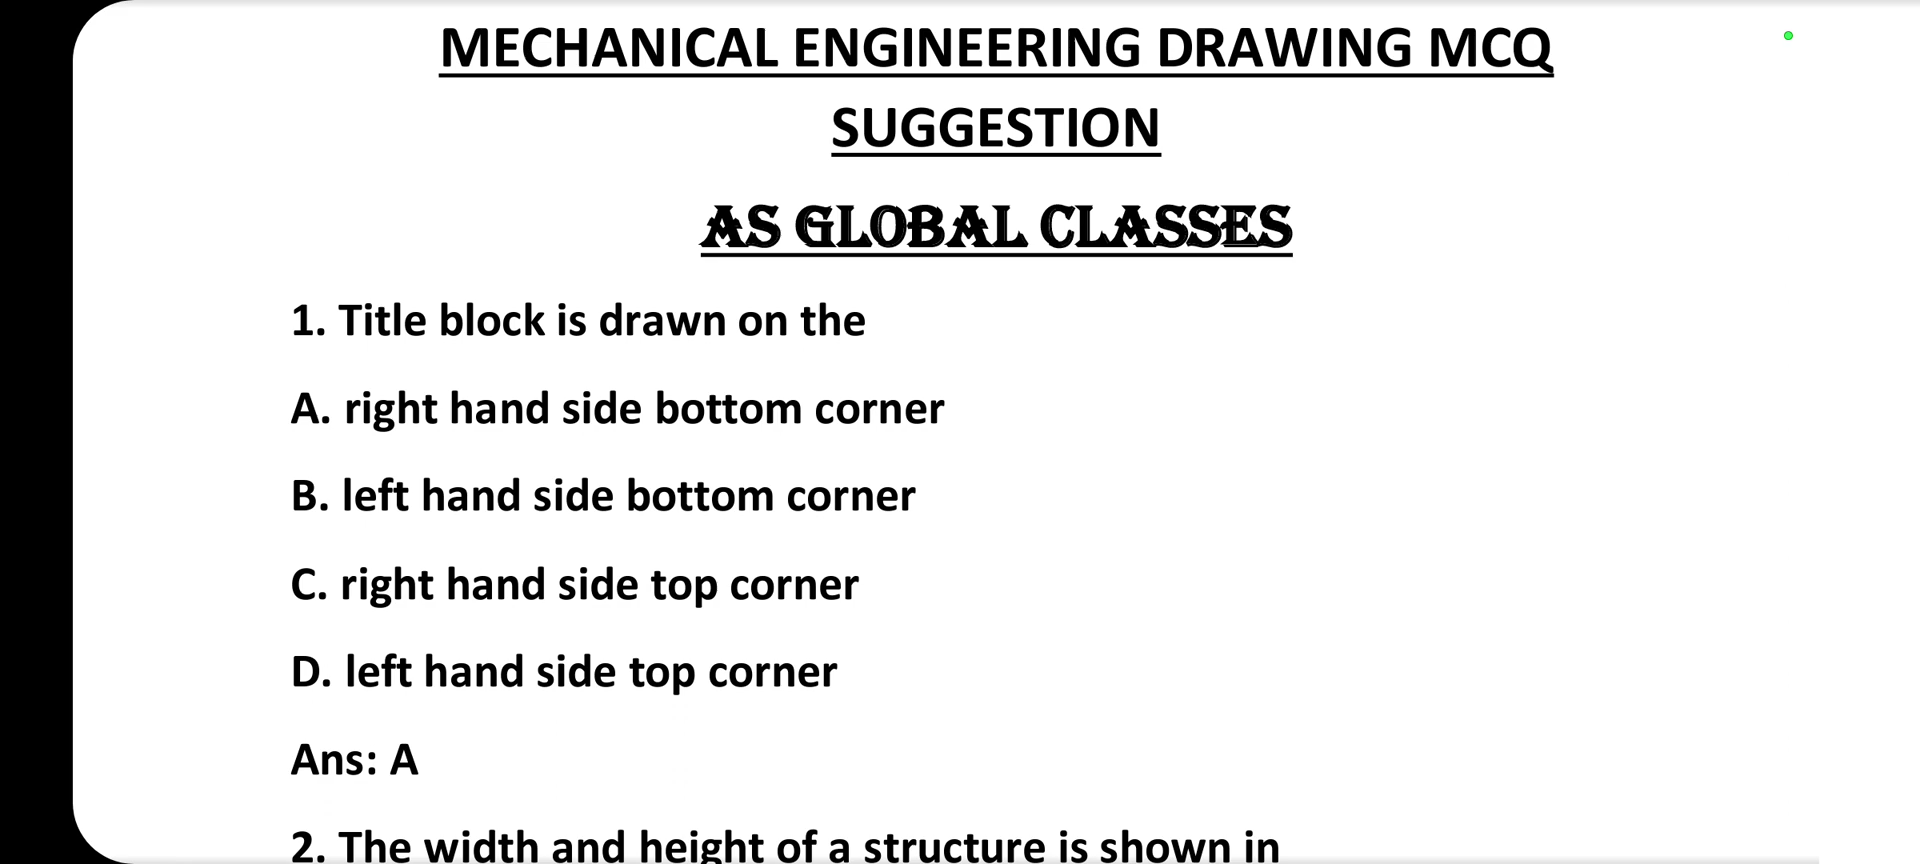 MECHANICAL ENGINEERING DRAWING MCQ
SUGGESTION
AS GLOBAL CLASSES
1. Title block is drawn on the
A. right hand side bottom corner
B. left hand side bottom corner
C. right hand side top corner
D. left hand side top corner
Ans: A
2. The width and height of a structure is shown in